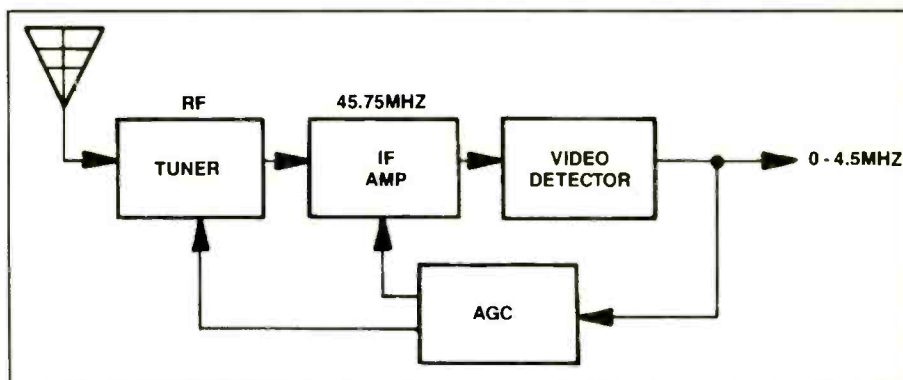 RF
45.75MHZ
TUNER
IF
AMP
VIDEO
DETECTOR
0 - 4.5MHZ
AGC